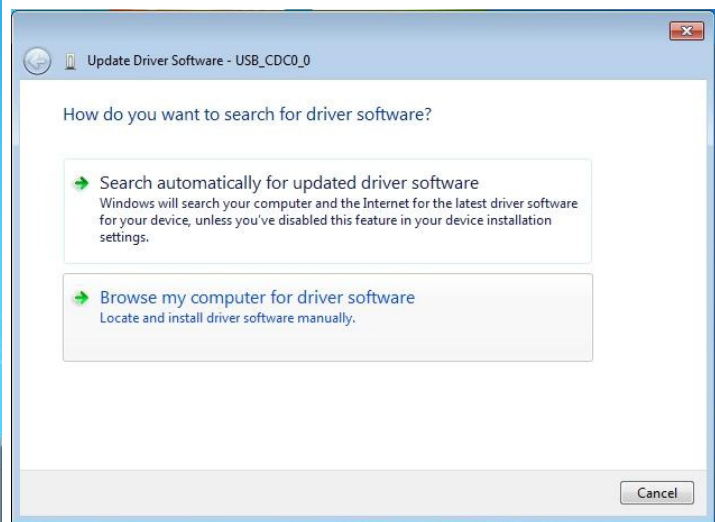 Update Driver Software - USB_CDC0_0
How do you want to search for driver software?
Search automatically for updated driver software
Windows will search your computer and the Internet for the latest driver software
for your device, unless you've disabled this feature in your device installation
settings.
Browse my computer for driver software
Locate and install driver software manually.
Cancel